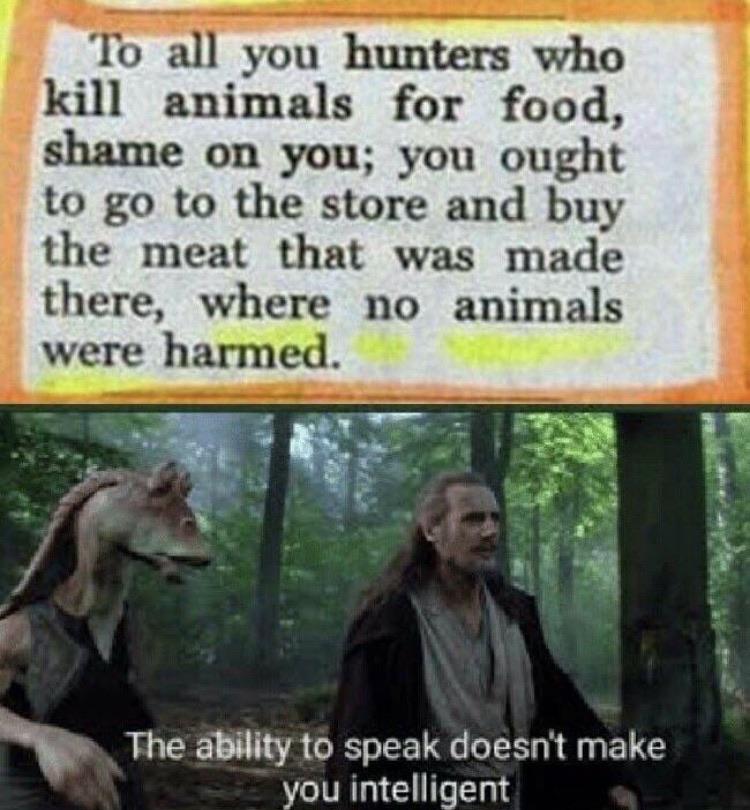 To all you hunters who
kill animals for food,
shame on you; you ought
to go to the store and buy
the meat that was made
there, where no animals
were harmed.
The ability to speak doesn't make
you intelligent